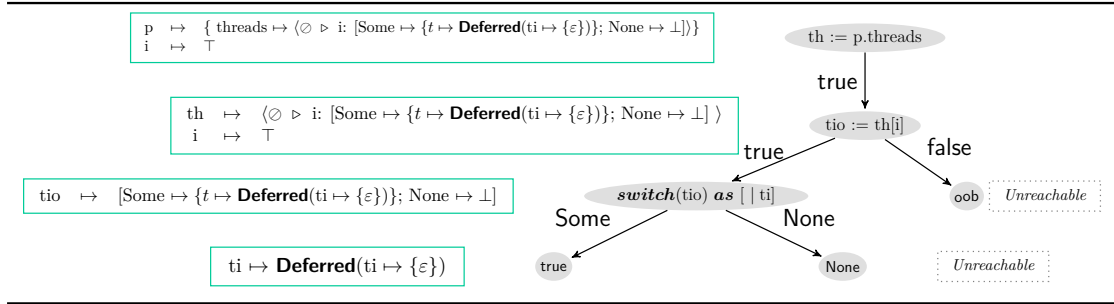 p ↦ { threads ↦ ⟨⊘ ▹ i: [Some ↦ {t ↦ Deferred(ti ↦ {ε})}; None ↦ ⊥]⟩}
i ↦ ⊤
th := p.threads
true
th ↦ ⟨⊘ ▹ i: [Some ↦ {t ↦ Deferred(ti ↦ {ε})}; None ↦ ⊥] ⟩
i ↦ ⊤
tio := th[i]
true
false
tio ↦ [Some ↦ {t ↦ Deferred(ti ↦ {ε})}; None ↦ ⊥]
switch(tio) as [ | ti]
oob
Unreachable
Some
None
ti ↦ Deferred(ti ↦ {ε})
true
None
Unreachable